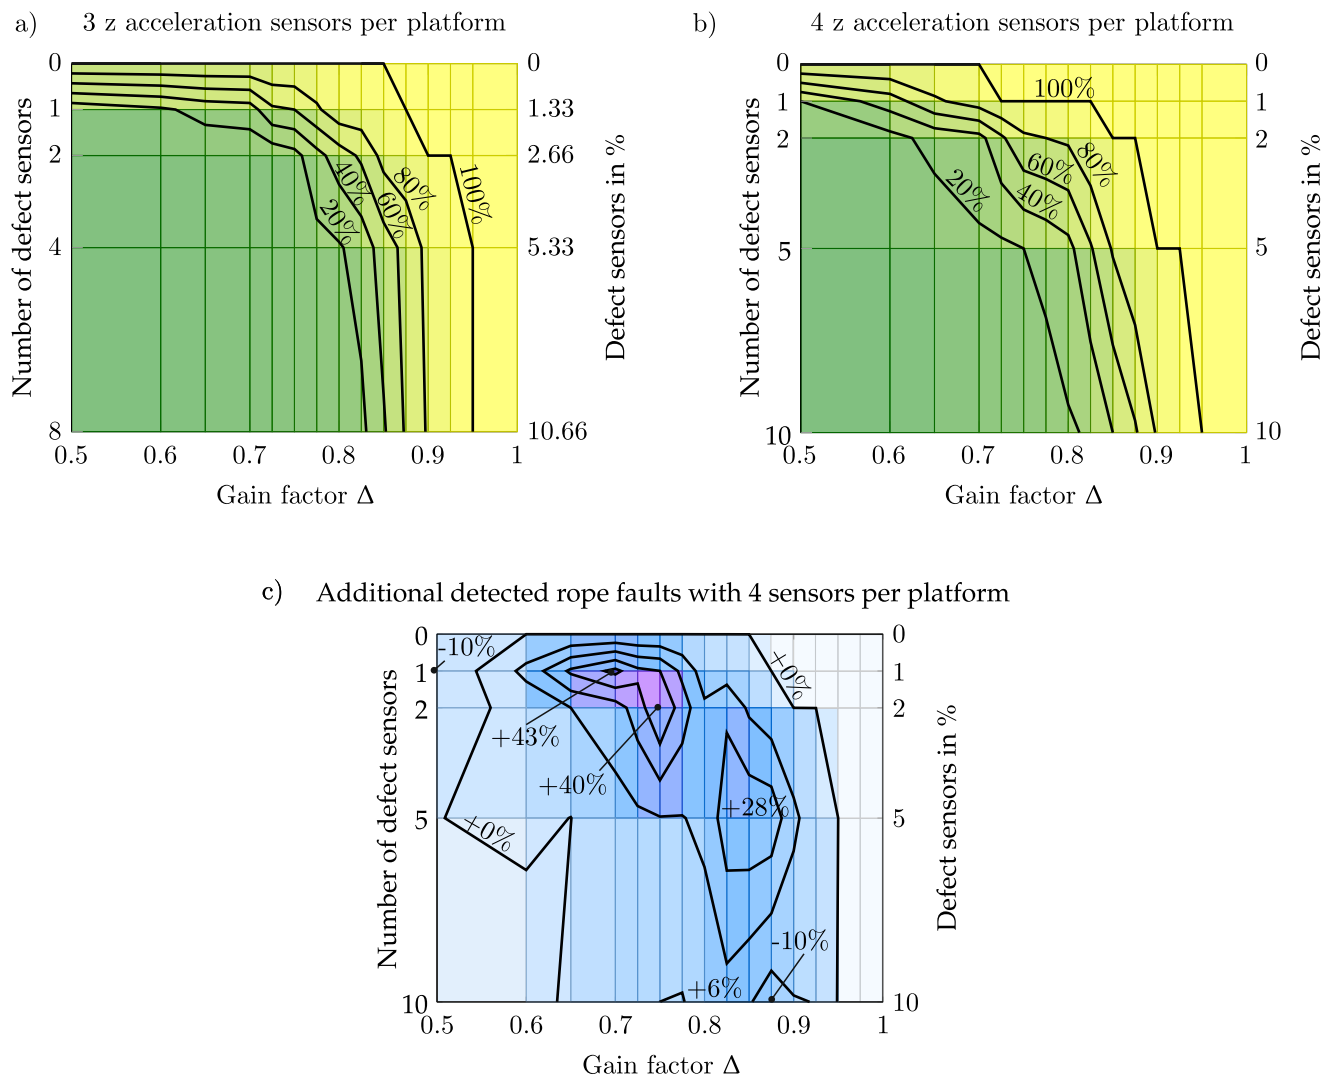 a)
3 z acceleration sensors per platform
Number of defect sensors
0
1
2
4
8
0.5 0.6 0.7 0.8 0.9 1
Gain factor Δ
0
1.33
2.66
5.33
10.66
Defect sensors in %
20%
40%
60%
80%
100%
b)
4 z acceleration sensors per platform
Number of defect sensors
0
1
2
5
10
0.5 0.6 0.7 0.8 0.9 1
Gain factor Δ
0
1
2
5
10
Defect sensors in %
20%
40%
60%
80%
100%
c)
Additional detected rope faults with 4 sensors per platform
Number of defect sensors
0
1
2
5
10
0.5 0.6 0.7 0.8 0.9 1
Gain factor Δ
0
1
2
5
10
Defect sensors in %
-10%
+0%
+43%
+40%
+28%
+0%
-10%
+6%